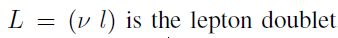 L = (ν l) is the lepton doublet